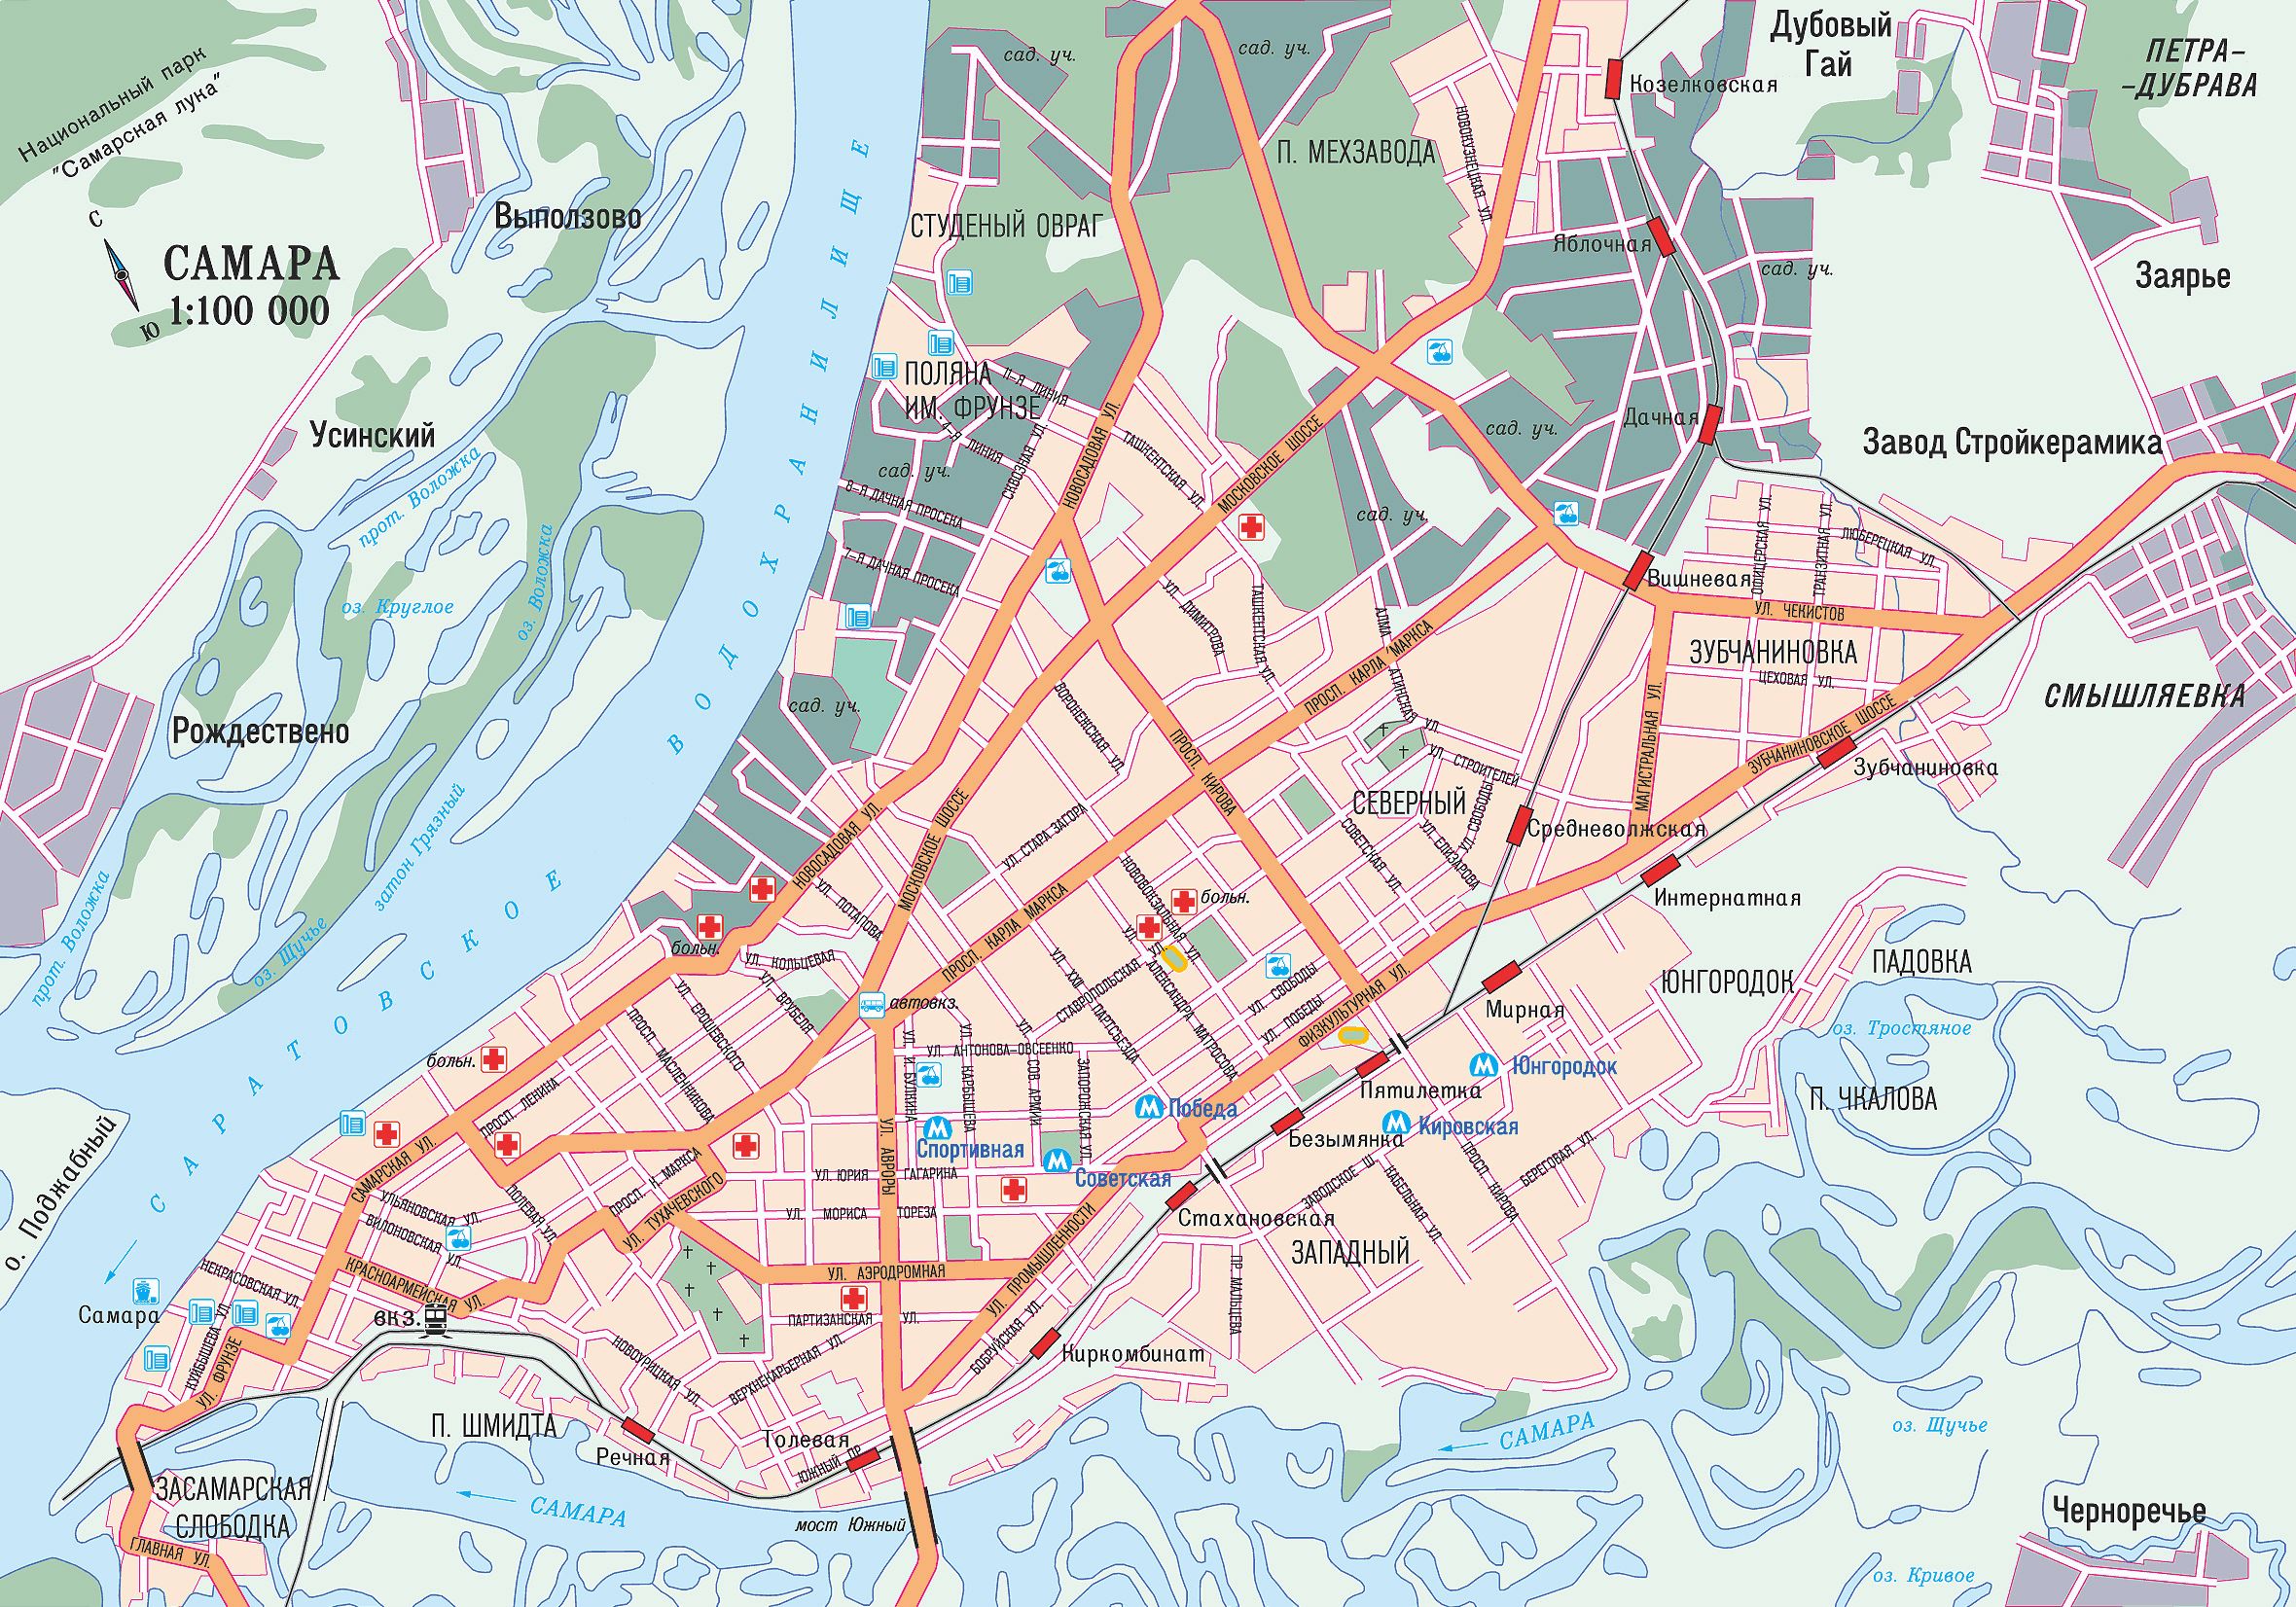 Национальный парк
"Самарская лука"
С
Ю
САМАРА
1:100 000
Выползово
Усинский
Рождествено
прот. Воложка
оз. Круглое
оз. Воложка
затон Грязный
оз. Щучье
прот. Воложка
САРАТОВСКОЕ ВОДОХРАНИЛИЩЕ
о. Поджабный
сад. уч.
сад. уч.
П. МЕХЗАВОДА
НОВОКУЗНЕЦКАЯ УЛ.
Козелковская
Дубовый
Гай
ПЕТРА-
-ДУБРАВА
СТУДЕНЫЙ ОВРАГ
Яблочная
сад. уч.
Заярье
ПОЛЯНА
ИМ. ФРУНЗЕ
11-Я ЛИНИЯ
4-Я ЛИНИЯ
СКВОЗНАЯ УЛ.
НОВОСАДОВАЯ УЛ.
ТАШКЕНТСКАЯ УЛ.
МОСКОВСКОЕ ШОССЕ
сад. уч.
Дачная
Завод Стройкерамика
сад. уч.
8-Я ДАЧНАЯ ПРОСЕКА
7-Я ДАЧНАЯ ПРОСЕКА
сад. уч.
сад. уч.
УЛ. ДИМИТРОВА
ТАШКЕНТСКАЯ УЛ.
АЛМА
АТИНСКАЯ УЛ.
ПРОСП. КАРЛА МАРКСА
Вишневая
ОФИЦЕРСКАЯ УЛ.
ТРАНЗИТНАЯ УЛ.
ЛЮБЕРЕЦКАЯ УЛ.
УЛ. ЧЕКИСТОВ
ЗУБЧАНИНОВКА
ЦЕХОВАЯ УЛ.
МАГИСТРАЛЬНАЯ УЛ.
ЗУБЧАНИНОВСКОЕ ШОССЕ
Зубчаниновка
СМЫШЛЯЕВКА
ВОРОНЕЖСКАЯ УЛ.
ПРОСП. КИРОВА
УЛ. СТРОИТЕЛЕЙ
СЕВЕРНЫЙ
УЛ. СВОБОДЫ
УЛ. ЕЛИЗАРОВА
СОВЕТСКАЯ УЛ.
Средневолжская
Интернатная
НОВОСАДОВАЯ УЛ.
МОСКОВСКОЕ ШОССЕ
УЛ. СТАРА ЗАГОРА
УЛ. ПОТАПОВА
ПРОСП. КАРЛА МАРКСА
НОВОВОКЗАЛЬНАЯ УЛ.
больн.
больн.
УЛ. КОЛЬЦЕВАЯ
УЛ. ВРУБЕЛЯ
УЛ. ЕРОШЕВСКОГО
автовкз.
УЛ. XXII ПАРТСЪЕЗДА
СТАВРОПОЛЬСКАЯ УЛ.
УЛ. АЛЕКСАНДРА МАТРОСОВА
УЛ. СВОБОДЫ
УЛ. ПОБЕДЫ
ФИЗКУЛЬТУРНАЯ УЛ.
Мирная
ЮНГОРОДОК
ПАДОВКА
оз. Тростяное
П. ЧКАЛОВА
Юнгородок
Пятилетка
Кировская
Безымянка
Победа
больн.
ПРОСП. МАСЛЕННИКОВА
ПРОСП. ЛЕНИНА
УЛ. АНТОНОВА-ОВСЕЕНКО
УЛ. И. БУЛКИНА
УЛ. КАРБЫШЕВА
УЛ. СОВ. АРМИИ
ЗАПОРОЖСКАЯ УЛ.
Спортивная
Советская
УЛ. АВРОРЫ
УЛ. ЮРИЯ ГАГАРИНА
УЛ. МОРИСА ТОРЕЗА
САМАРСКАЯ УЛ.
УЛЬЯНОВСКАЯ УЛ.
ВИЛОНОВСКАЯ УЛ.
ПОЛЕВАЯ УЛ.
ПРОСП. К. МАРКСА
УЛ. ТУХАЧЕВСКОГО
Стахановская
ЗАПАДНЫЙ
ЗАВОДСКОЕ Ш.
КАБЕЛЬНАЯ УЛ.
ПРОСП. КИРОВА
БЕРЕГОВАЯ УЛ.
ПР. МАЛЬЦЕВА
НЕКРАСОВСКАЯ УЛ.
КРАСНОАРМЕЙСКАЯ УЛ.
УЛ. АЭРОДРОМНАЯ
УЛ. ПРОМЫШЛЕННОСТИ
ПАРТИЗАНСКАЯ УЛ.
Самара
КУЙБЫШЕВА УЛ.
УЛ. ФРУНЗЕ
вкз.
НОВОУРИЦКАЯ УЛ.
ВЕРХНЕКАРЬЕРНАЯ УЛ.
БОБРУЙСКАЯ УЛ.
Киркомбинат
П. ШМИДТА
Речная
Толевая
ЮЖНЫЙ ПР.
САМАРА
оз. Щучье
ЗАСАМАРСКАЯ
СЛОБОДКА
САМАРА
мост Южный
ГЛАВНАЯ УЛ.
Черноречье
оз. Кривое